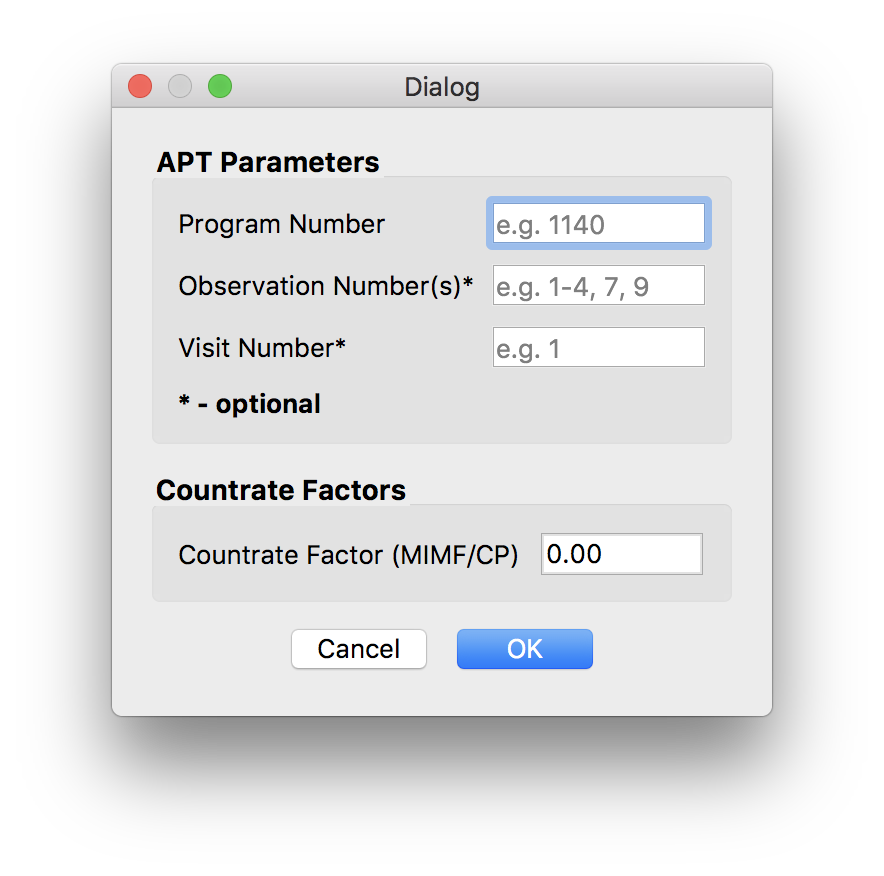 Dialog
APT Parameters
Program Number e.g. 1140
Observation Number(s)* e.g. 1-4, 7, 9
Visit Number* e.g. 1
* - optional
Countrate Factors
Countrate Factor (MIMF/CP) 0.00
Cancel OK